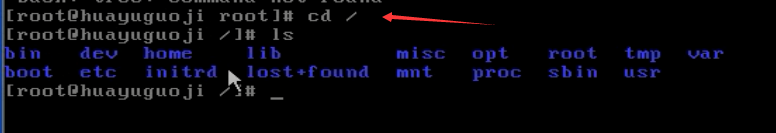 [root@huayuguoji root]# cd /
[root@huayuguoji /]# ls
bin dev home lib misc opt root tmp var
boot etc initrd lost+found mnt proc sbin usr
[root@huayuguoji /]# _